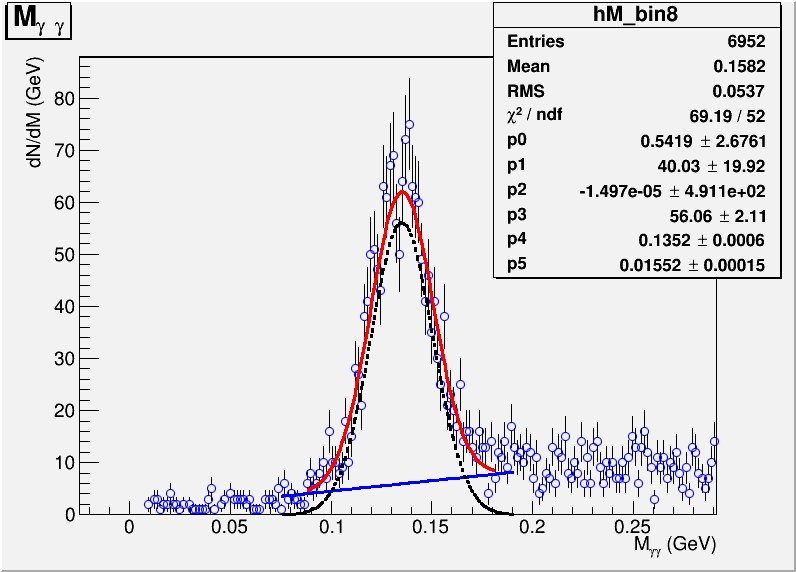 Mγ γ
hM_bin8
Entries 6952
Mean 0.1582
RMS 0.0537
χ² / ndf 69.19 / 52
p0 0.5419 ± 2.6761
p1 40.03 ± 19.92
p2 -1.497e-05 ± 4.911e+02
p3 56.06 ± 2.11
p4 0.1352 ± 0.0006
p5 0.01552 ± 0.00015
dN/dM (GeV)
80
70
60
50
40
30
20
10
0
0 0.05 0.1 0.15 0.2 0.25
Mγγ (GeV)